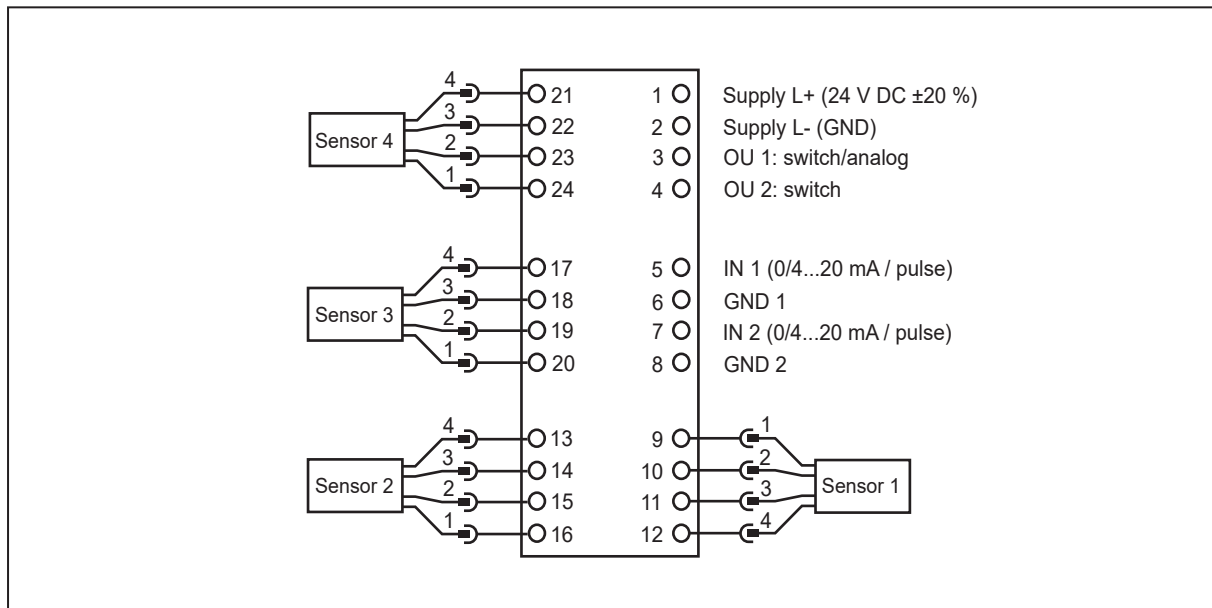 4 21 1 Supply L+ (24 V DC ±20 %)
3 22 2 Supply L- (GND)
Sensor 4
2 23 3 OU 1: switch/analog
1 24 4 OU 2: switch
4 17 5 IN 1 (0/4...20 mA / pulse)
3 18 6 GND 1
Sensor 3
2 19 7 IN 2 (0/4...20 mA / pulse)
1 20 8 GND 2
4 13 9 1
3 14 10 2
Sensor 2 Sensor 1
2 15 11 3
1 16 12 4